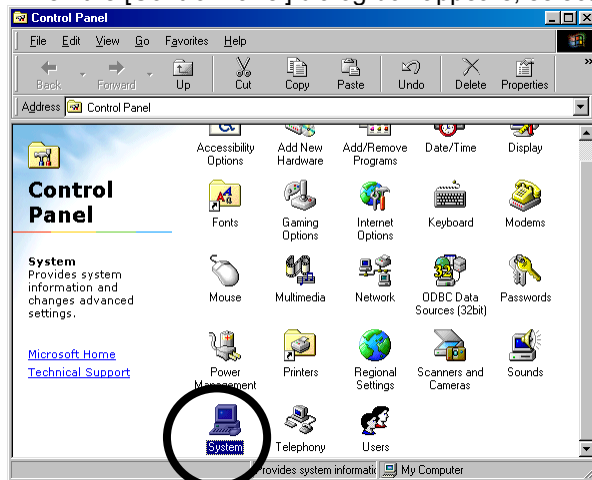 Control Panel
File Edit View Go Favorites Help
Back Forward Up Cut Copy Paste Undo Delete Properties »
Address Control Panel
Control
Panel
System
Provides system
information and
changes advanced
settings.
Microsoft Home
Technical Support
Accessibility
Options
Add New
Hardware
Add/Remove
Programs
Date/Time
Display
Fonts
Gaming
Options
Internet
Options
Keyboard
Modems
Mouse
Multimedia
Network
ODBC Data
Sources (32bit)
Passwords
Power
Management
Printers
Regional
Settings
Scanners and
Cameras
Sounds
System
Telephony
Users
Provides system My Computer